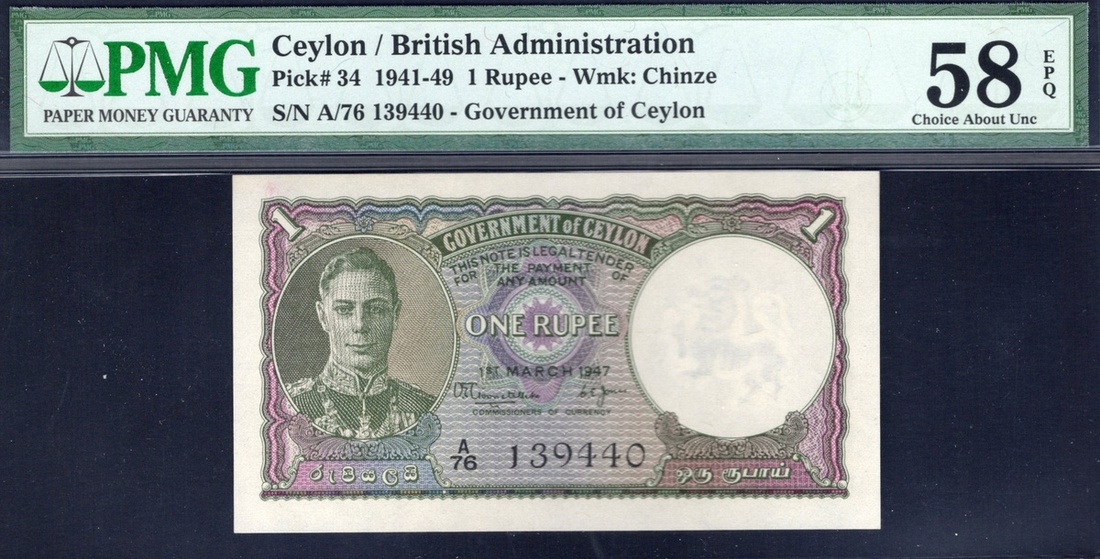 PMG
PAPER MONEY GUARANTY
Ceylon / British Administration
Pick# 34 1941-49 1 Rupee - Wmk: Chinze
S/N A/76 139440 - Government of Ceylon
58
EPQ
Choice About Unc
1
1
GOVERNMENT of CEYLON
THIS NOTE IS LEGAL TENDER
FOR THE PAYMENT OF
ANY AMOUNT
ONE RUPEE
1ST MARCH 1947
COMMISSIONERS OF CURRENCY
A/76 139440
රුපියලයි
ஒரு ரூபாய்